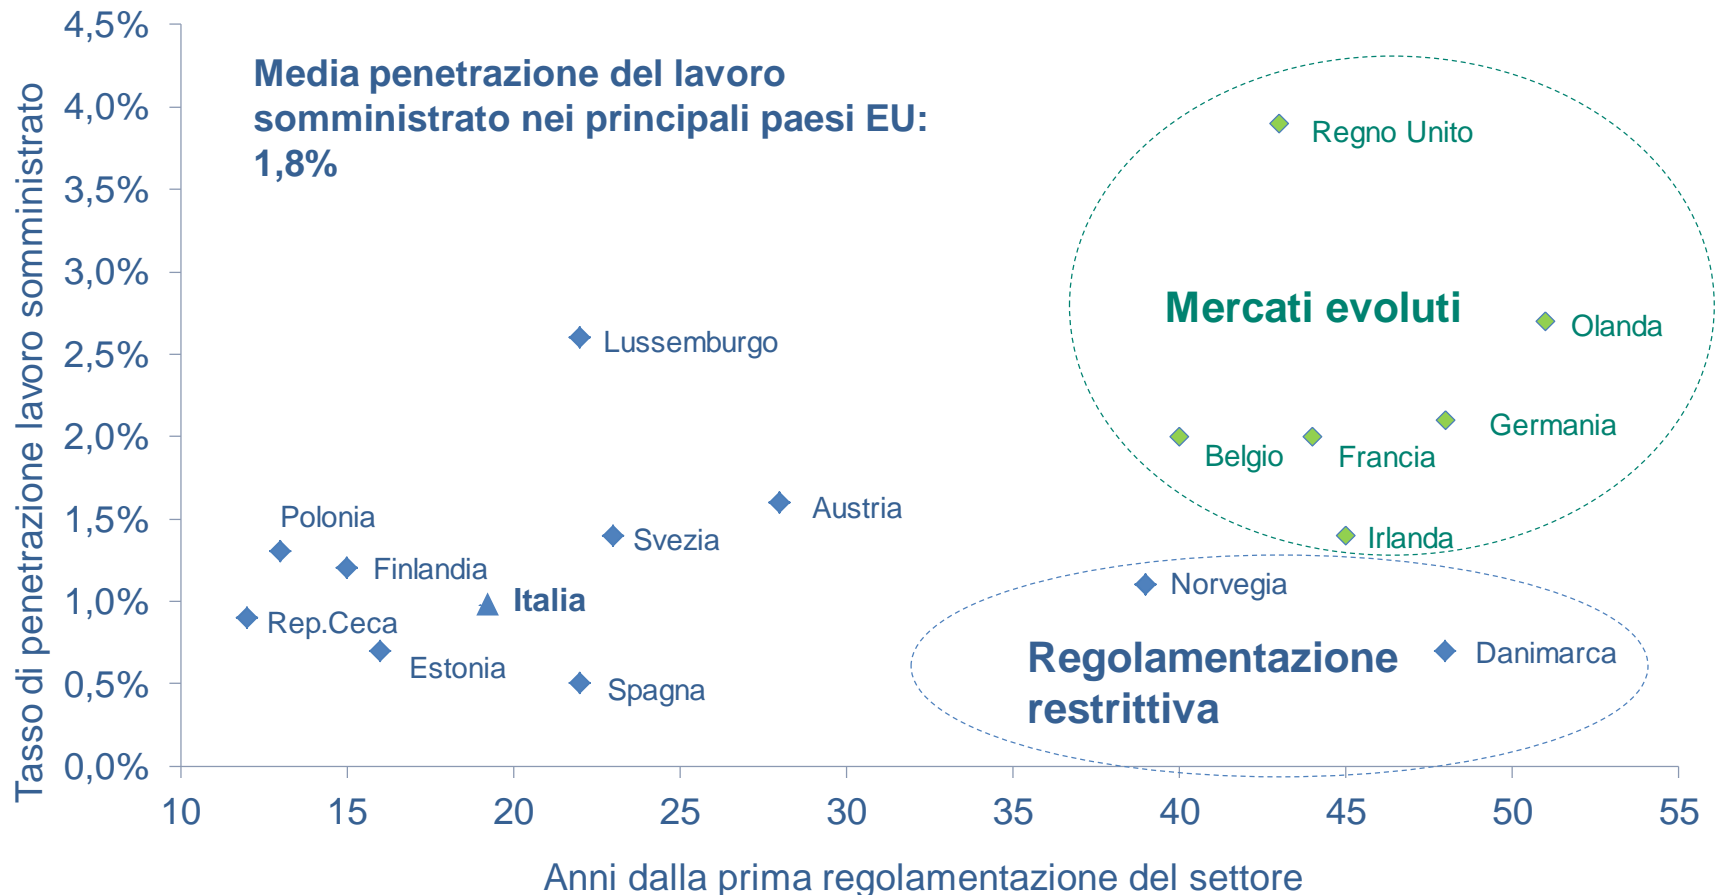 4,5%
4,0%
3,5%
3,0%
2,5%
2,0%
1,5%
1,0%
0,5%
0,0%
Tasso di penetrazione lavoro somministrato
Media penetrazione del lavoro
somministrato nei principali paesi EU:
1,8%
Regno Unito
Mercati evoluti
Olanda
Lussemburgo
Germania
Belgio
Francia
Austria
Polonia
Svezia
Irlanda
Finlandia
Norvegia
Italia
Rep.Ceca
Estonia
Spagna
Regolamentazione
restrittiva
Danimarca
10
15
20
25
30
35
40
45
50
55
Anni dalla prima regolamentazione del settore